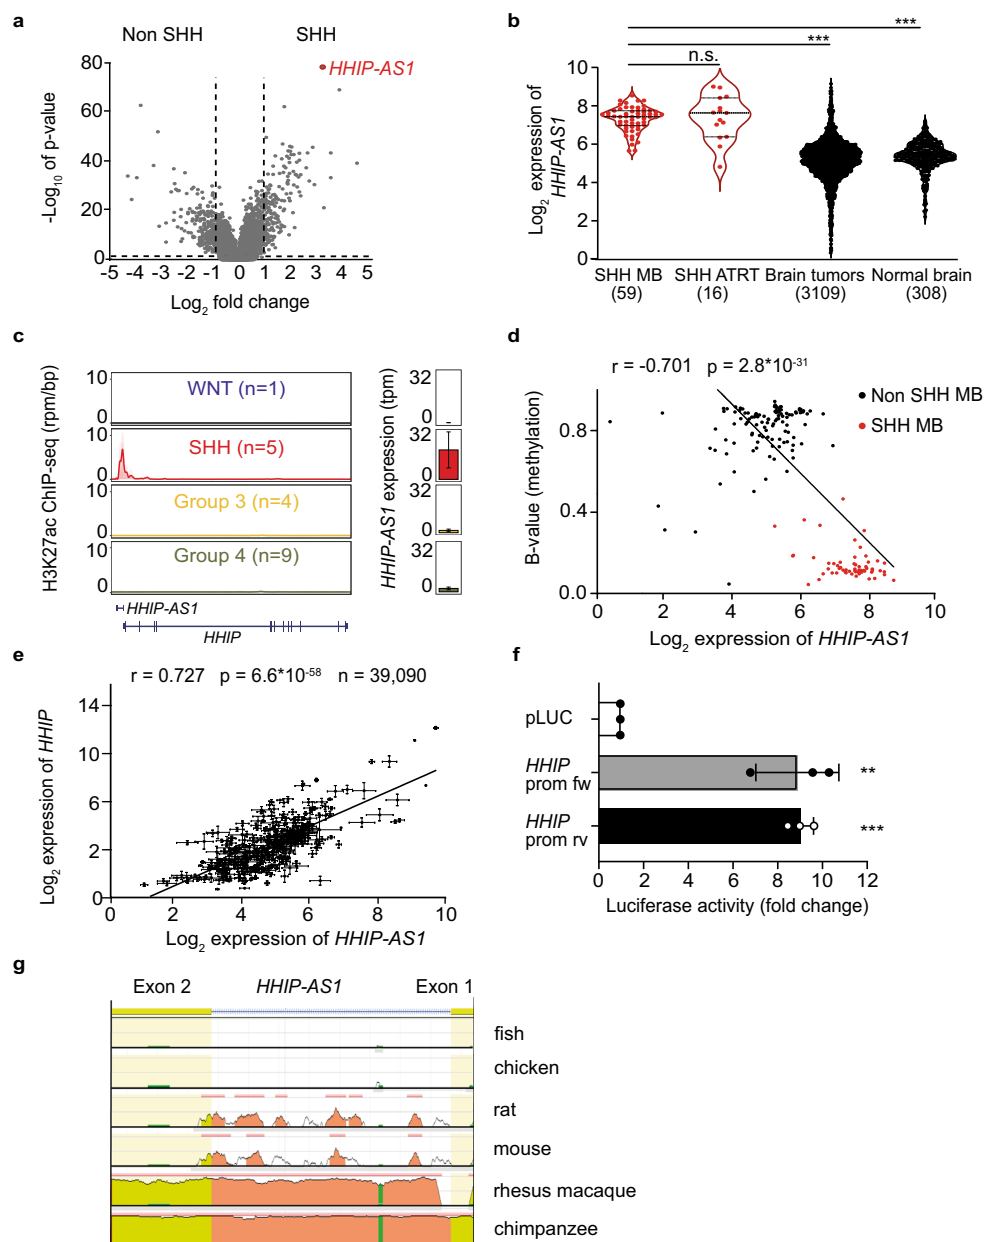 a
Non SHH SHH
HHIP-AS1
-Log10 of p-value
80
60
40
20
0
-5 -4 -3 -2 -1 0 1 2 3 4 5
Log2 fold change
b
***
***
n.s.
Log2 expression of
HHIP-AS1
10
8
6
4
2
0
SHH MB SHH ATRT Brain tumors Normal brain
(59) (16) (3109) (308)
c
H3K27ac ChIP-seq (rpm/bp)
HHIP-AS1 expression (tpm)
10
0
WNT (n=1)
32
0
10
0
SHH (n=5)
32
0
10
0
Group 3 (n=4)
32
0
10
0
Group 4 (n=9)
32
0
HHIP-AS1
HHIP
d
r = -0.701 p = 2.8*10-31
Non SHH MB
SHH MB
B-value (methylation)
0.8
0.4
0.0
0 2 4 6 8 10
Log2 expression of HHIP-AS1
e
r = 0.727 p = 6.6*10-58 n = 39,090
Log2 expression of HHIP
14
10
6
2
0
0 2 4 6 8 10
Log2 expression of HHIP-AS1
f
pLUC
HHIP
prom fw
**
HHIP
prom rv
***
0 2 4 6 8 10 12
Luciferase activity (fold change)
g
Exon 2 HHIP-AS1 Exon 1
fish
chicken
rat
mouse
rhesus macaque
chimpanzee